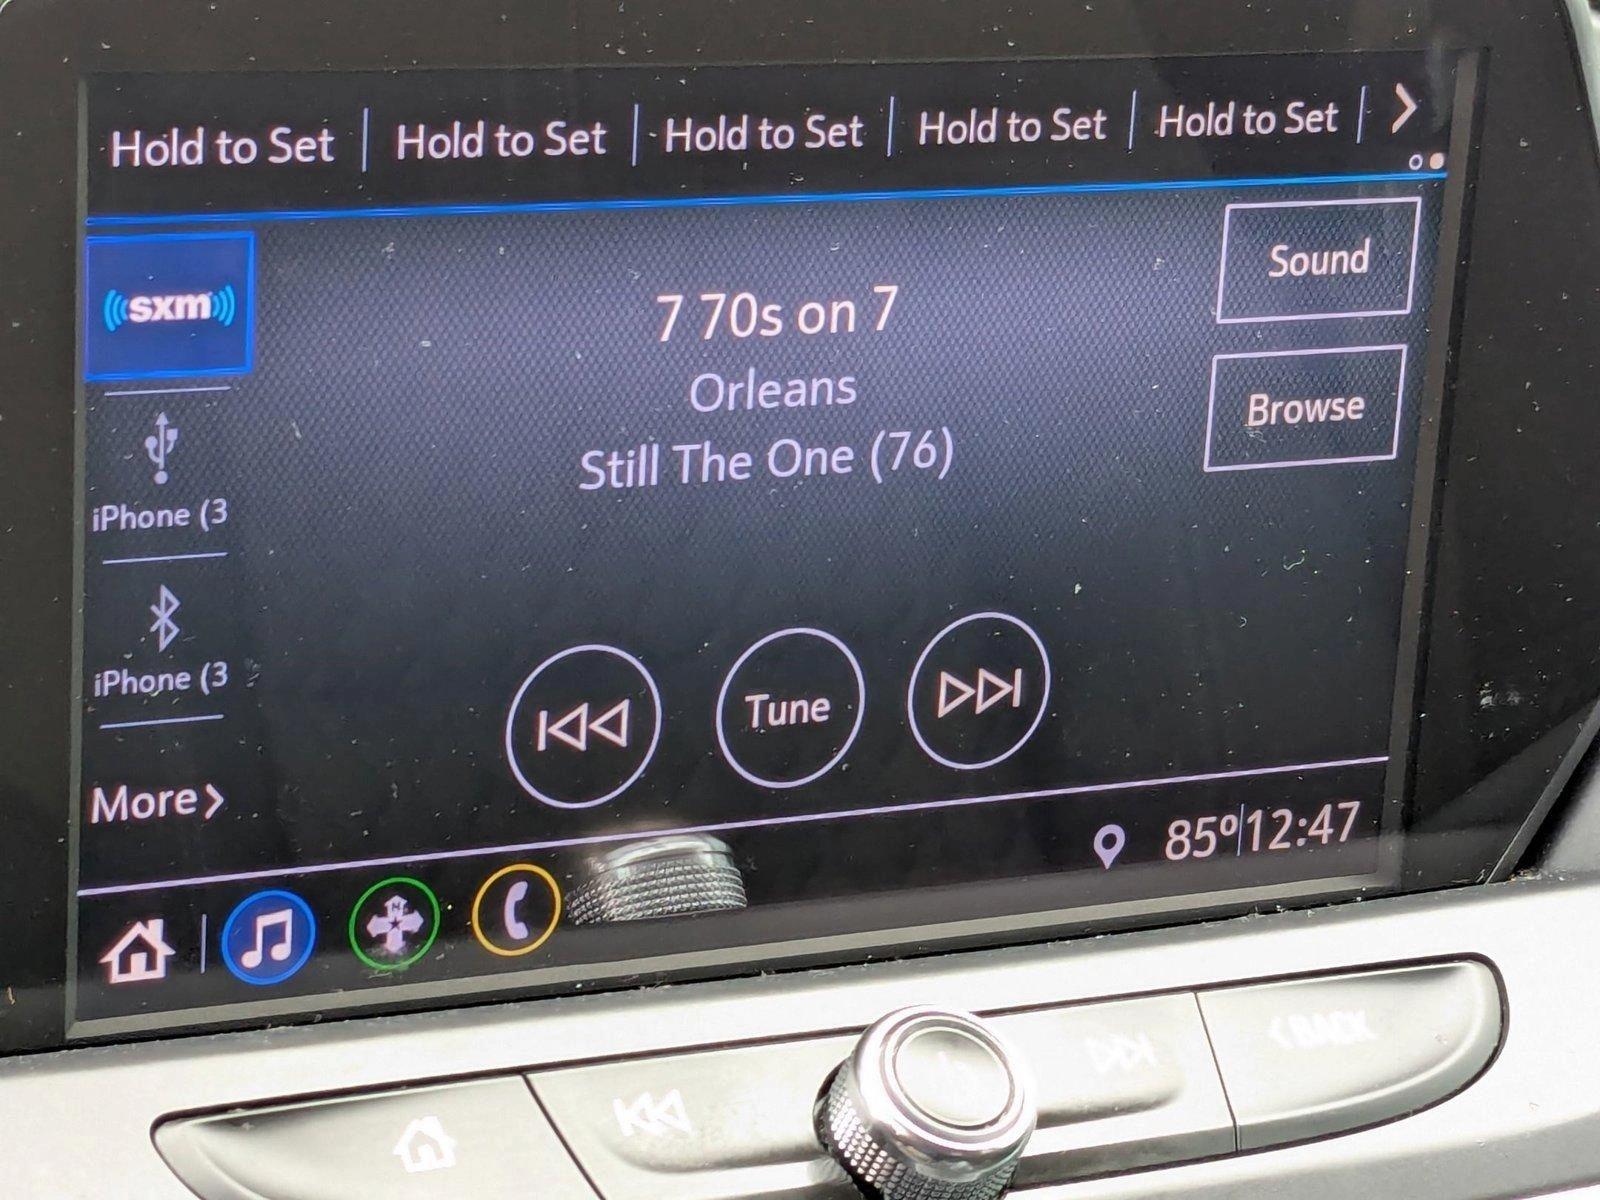 Hold to Set | Hold to Set | Hold to Set | Hold to Set | Hold to Set
sxm
Sound
7 70s on 7
Orleans
Browse
Still The One (76)
iPhone (3
iPhone (3
Tune
More
85° 12:47
N
BACK